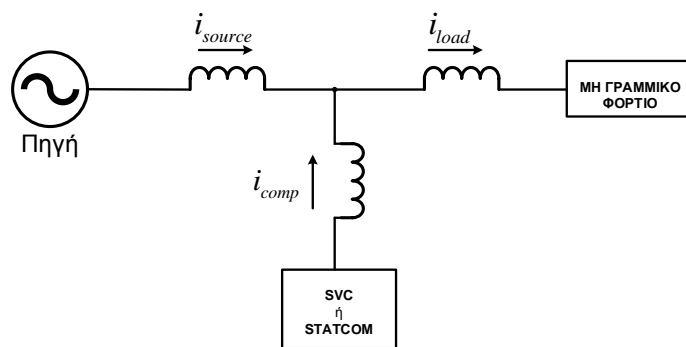 i_source
i_load
ΜΗ ΓΡΑΜΜΙΚΟ
ΦΟΡΤΙΟ
Πηγή
i_comp
SVC
ή
STATCOM